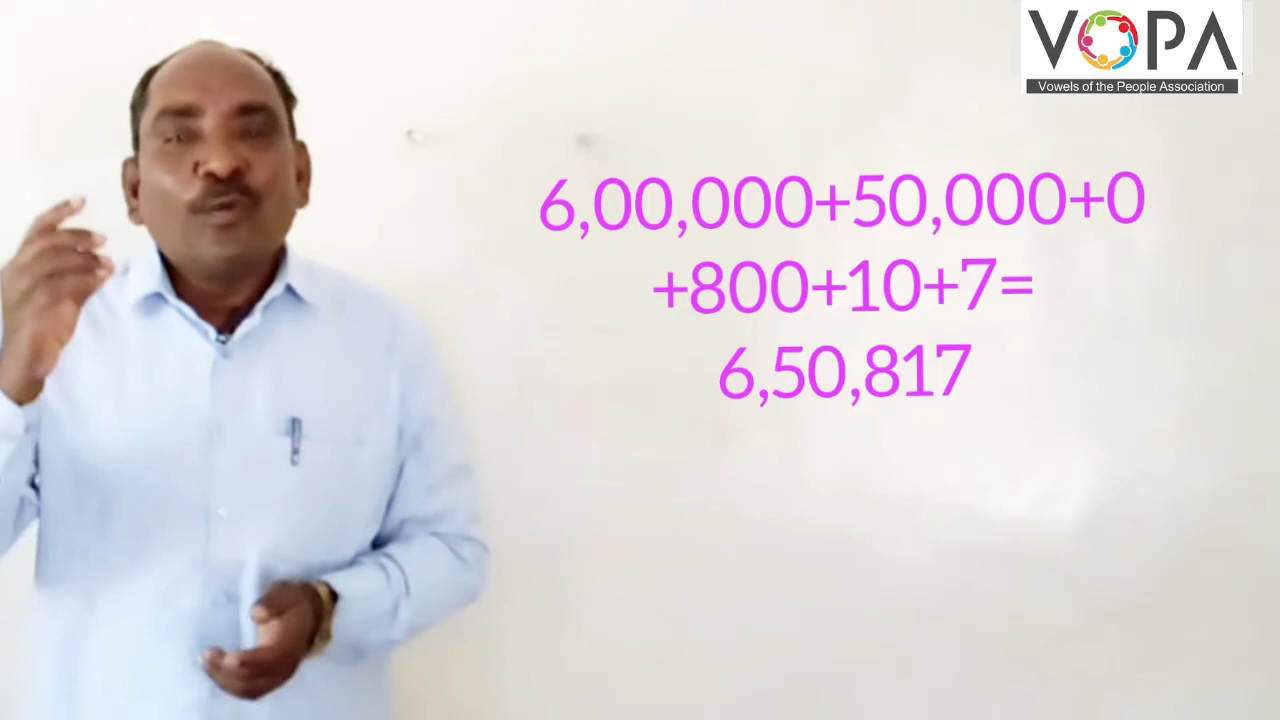 VOPA
Vowels of the People Association
6,00,000+50,000+0
+800+10+7=
6,50,817